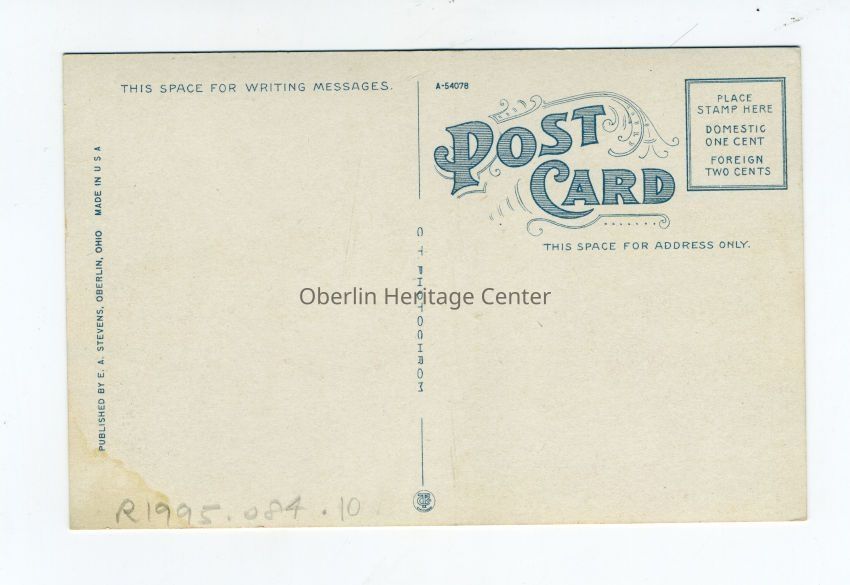 THIS SPACE FOR WRITING MESSAGES.
A-54078
POST
CARD
PLACE
STAMP HERE
DOMESTIC
ONE CENT
FOREIGN
TWO CENTS
THIS SPACE FOR ADDRESS ONLY.
PUBLISHED BY E. A. STEVENS, OBERLIN, OHIO MADE IN U S A
C T PHOTOCHROM
Oberlin Heritage Center
R1995.084.10